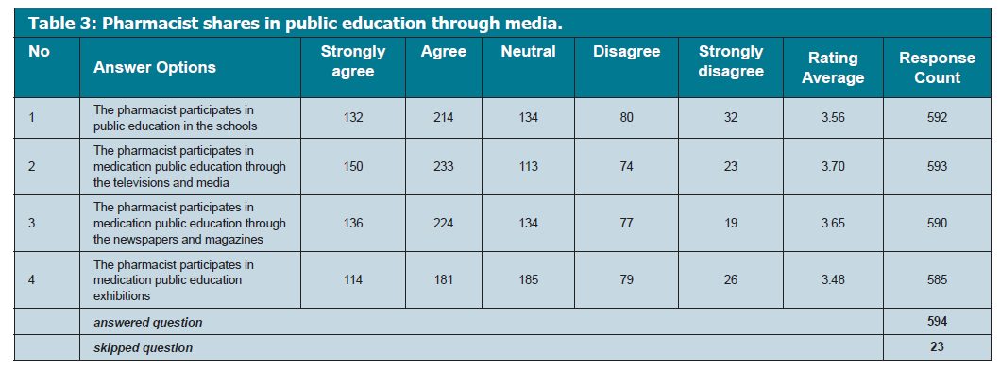 Table 3: Pharmacist shares in public education through media.
No Answer Options Strongly agree Agree Neutral Disagree Strongly disagree Rating Average Response Count
1 The pharmacist participates in public education in the schools 132 214 134 80 32 3.56 592
2 The pharmacist participates in medication public education through the televisions and media 150 233 113 74 23 3.70 593
3 The pharmacist participates in medication public education through the newspapers and magazines 136 224 134 77 19 3.65 590
4 The pharmacist participates in medication public education exhibitions 114 181 185 79 26 3.48 585
answered question 594
skipped question 23